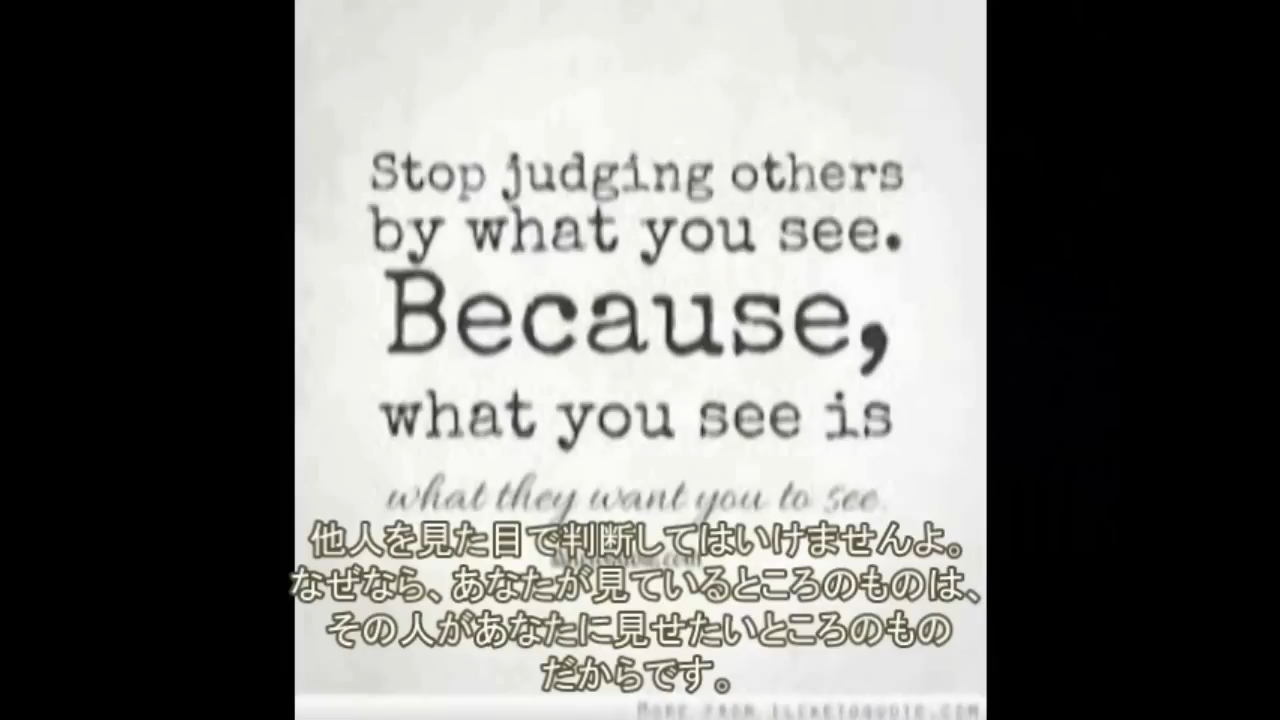 Stop judging others
by what you see.
Because,
what you see is
what they want you to see.
他人を見た目で判断してはいけませんよ。
なぜなら、あなたが見ているところのものは、
その人があなたに見せたいところのもの
だからです。
MORE FROM ILIKETOQUOTE.COM